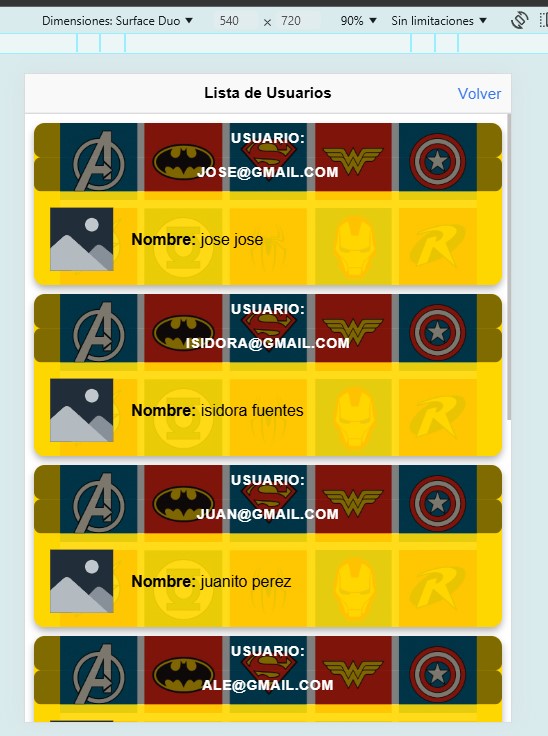 Dimensiones: Surface Duo 540 × 720 90% Sin limitaciones
Lista de Usuarios Volver
USUARIO:
JOSE@GMAIL.COM
Nombre: jose jose
USUARIO:
ISIDORA@GMAIL.COM
Nombre: isidora fuentes
USUARIO:
JUAN@GMAIL.COM
Nombre: juanito perez
USUARIO:
ALE@GMAIL.COM